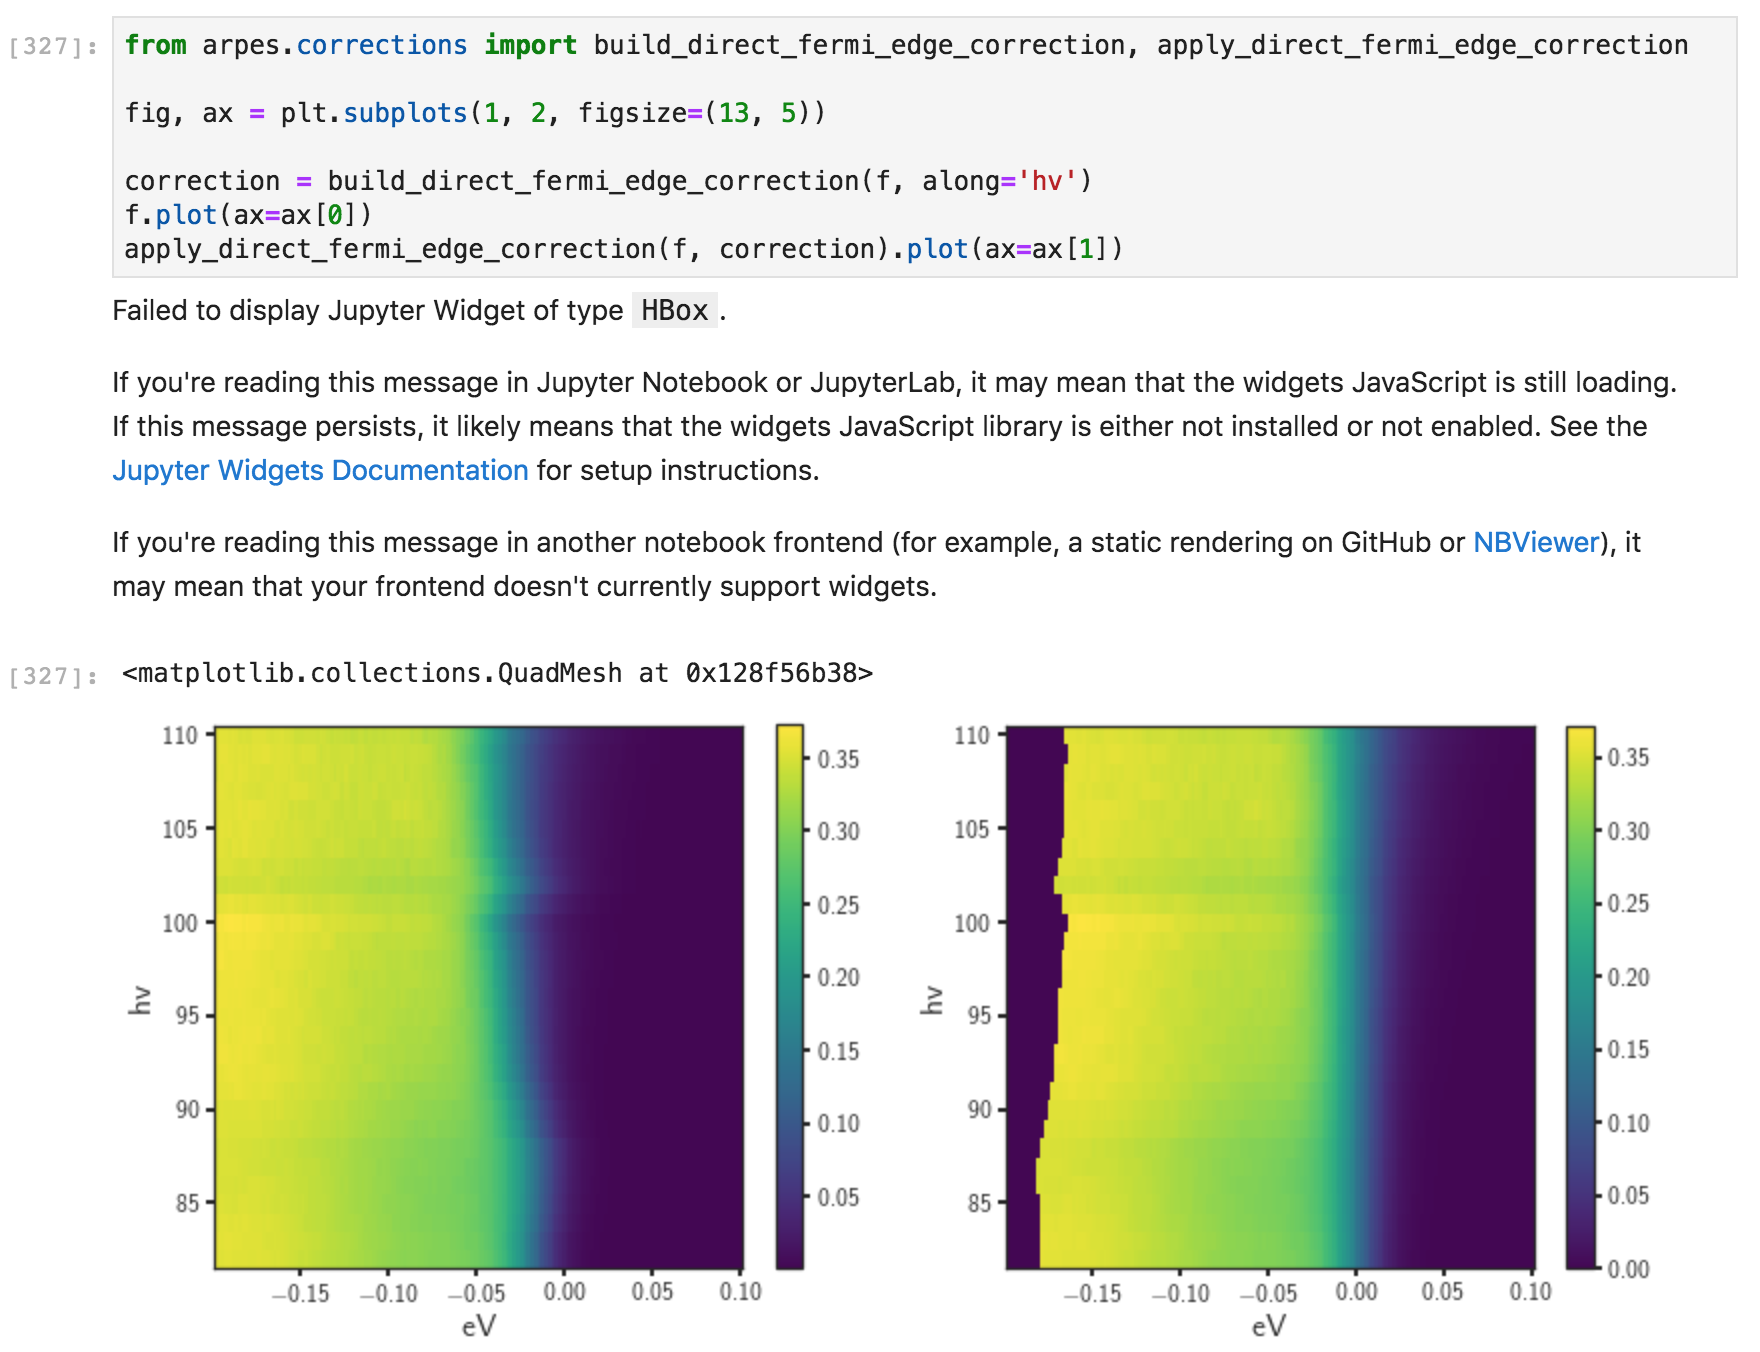 [327]:
from arpes.corrections import build_direct_fermi_edge_correction, apply_direct_fermi_edge_correction
fig, ax = plt.subplots(1, 2, figsize=(13, 5))
correction = build_direct_fermi_edge_correction(f, along='hv')
f.plot(ax=ax[0])
apply_direct_fermi_edge_correction(f, correction).plot(ax=ax[1])
Failed to display Jupyter Widget of type HBox.
If you're reading this message in Jupyter Notebook or JupyterLab, it may mean that the widgets JavaScript is still loading.
If this message persists, it likely means that the widgets JavaScript library is either not installed or not enabled. See the
Jupyter Widgets Documentation for setup instructions.
If you're reading this message in another notebook frontend (for example, a static rendering on GitHub or NBViewer), it
may mean that your frontend doesn't currently support widgets.
[327]:
<matplotlib.collections.QuadMesh at 0x128f56b38>
110
105
100
95
90
85
hv
−0.15 −0.10 −0.05 0.00 0.05 0.10
eV
0.35
0.30
0.25
0.20
0.15
0.10
0.05
110
105
100
95
90
85
hv
−0.15 −0.10 −0.05 0.00 0.05 0.10
eV
0.35
0.30
0.25
0.20
0.15
0.10
0.05
0.00